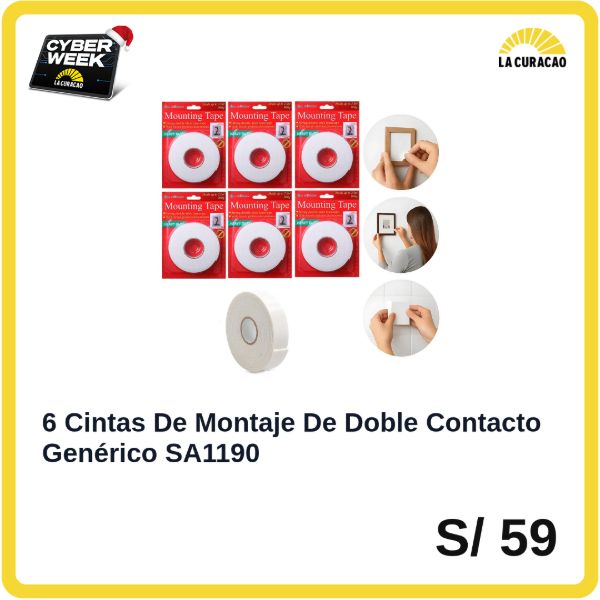 CYBER
WEEK
LA CURACAO
LA CURACAO
Mounting Tape
Mounting Tape
Mounting Tape
Mounting Tape
Mounting Tape
Mounting Tape
6 Cintas De Montaje De Doble Contacto
Genérico SA1190
S/ 59